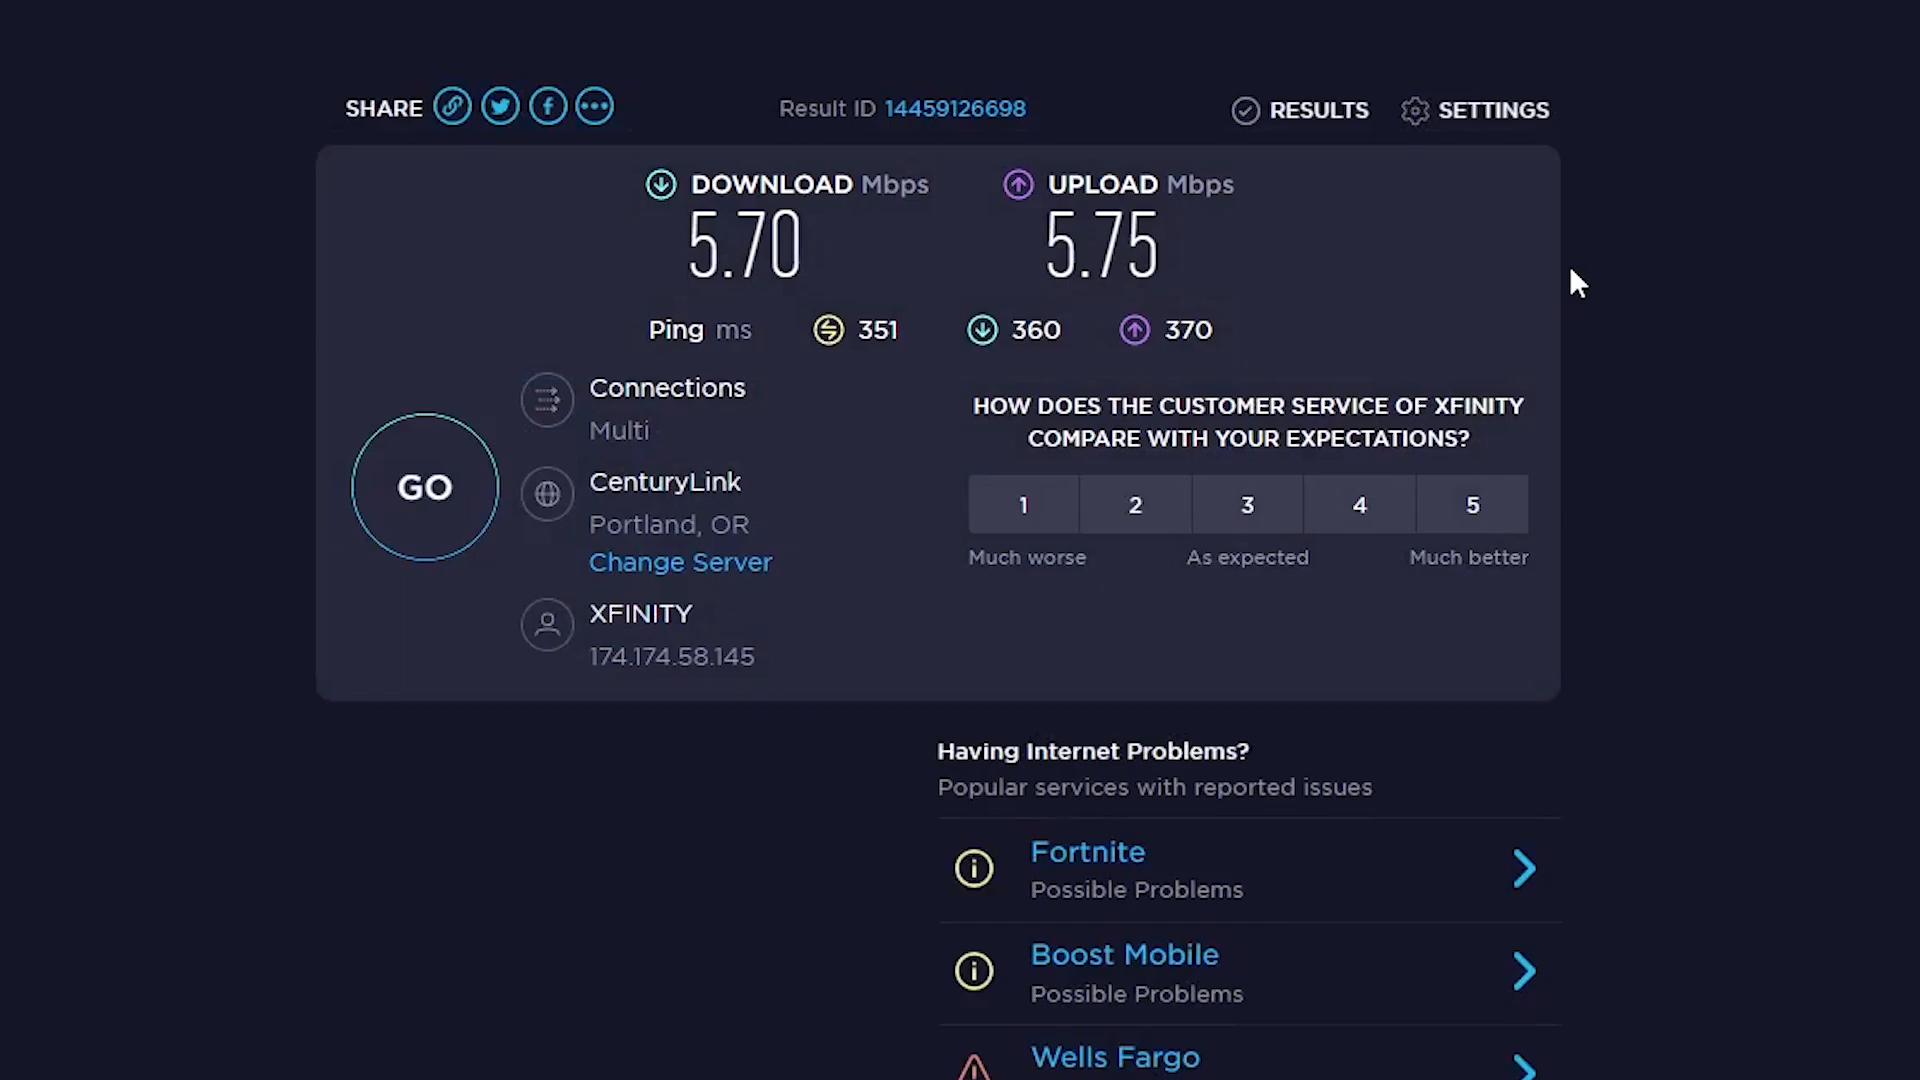 SHARE
Result ID 14459126698
RESULTS
SETTINGS
DOWNLOAD Mbps
5.70
UPLOAD Mbps
5.75
Ping ms
351
360
370
Connections
Multi
GO
CenturyLink
Portland, OR
Change Server
XFINITY
174.174.58.145
HOW DOES THE CUSTOMER SERVICE OF XFINITY
COMPARE WITH YOUR EXPECTATIONS?
1 2 3 4 5
Much worse As expected Much better
Having Internet Problems?
Popular services with reported issues
Fortnite
Possible Problems
Boost Mobile
Possible Problems
Wells Fargo